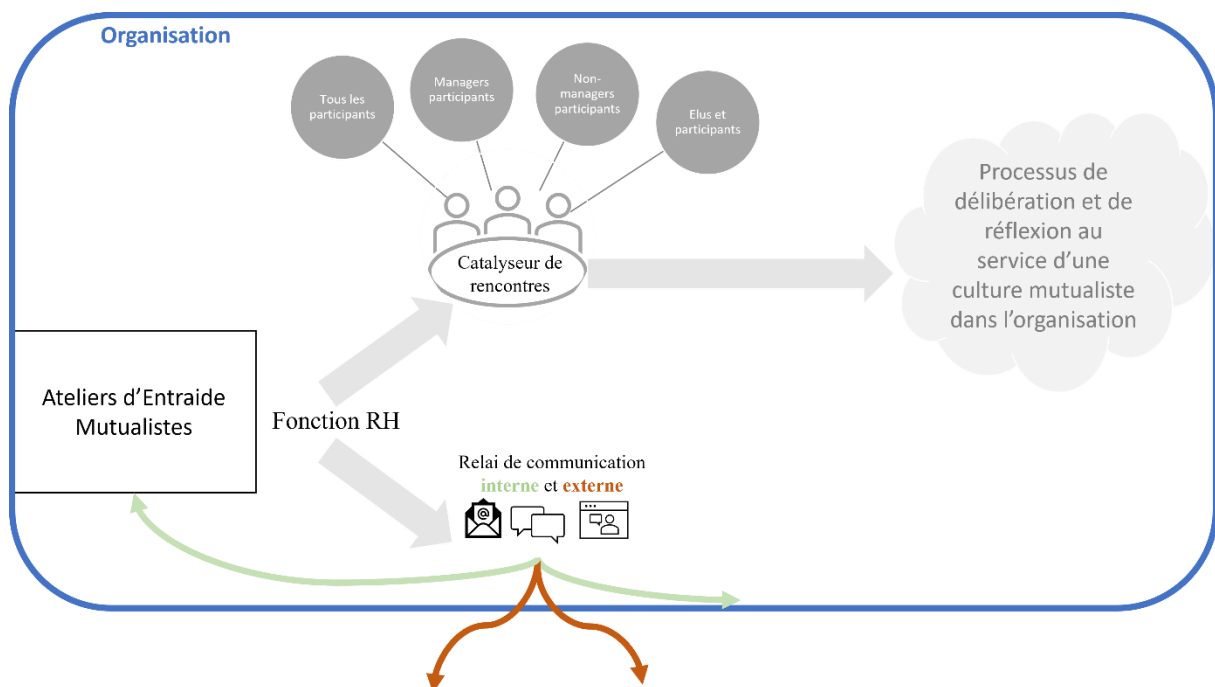 Organisation
Tous les
participants
Managers
participants
Non-
managers
participants
Elus et
participants
Catalyseur de
rencontres
Processus de
délibération et de
réflexion au
service d’une
culture mutualiste
dans l’organisation
Ateliers d’Entraide
Mutualistes
Fonction RH
Relai de communication
interne et externe
@